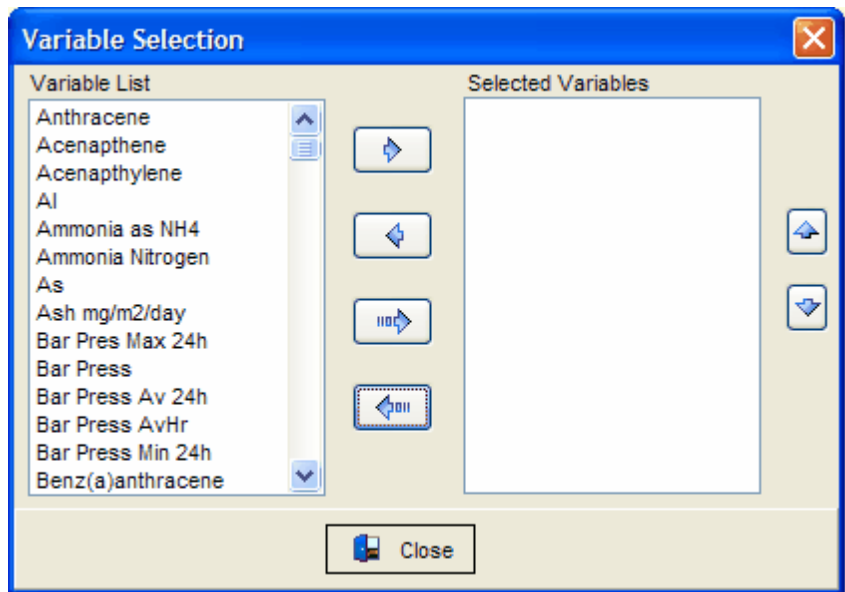 Variable Selection
Variable List
Selected Variables
Anthracene
Acenapthene
Acenapthylene
Al
Ammonia as NH4
Ammonia Nitrogen
As
Ash mg/m2/day
Bar Pres Max 24h
Bar Press
Bar Press Av 24h
Bar Press AvHr
Bar Press Min 24h
Benz(a)anthracene
Close